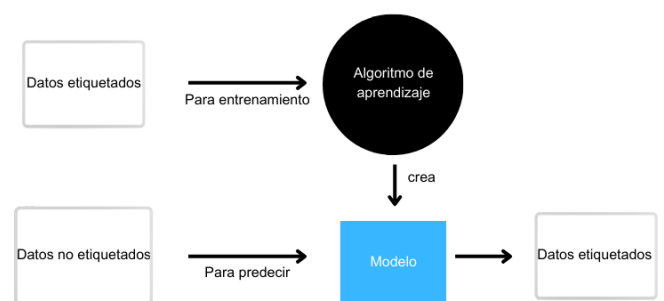 Datos etiquetados
Para entrenamiento
Algoritmo de
aprendizaje
crea
Datos no etiquetados
Para predecir
Modelo
Datos etiquetados